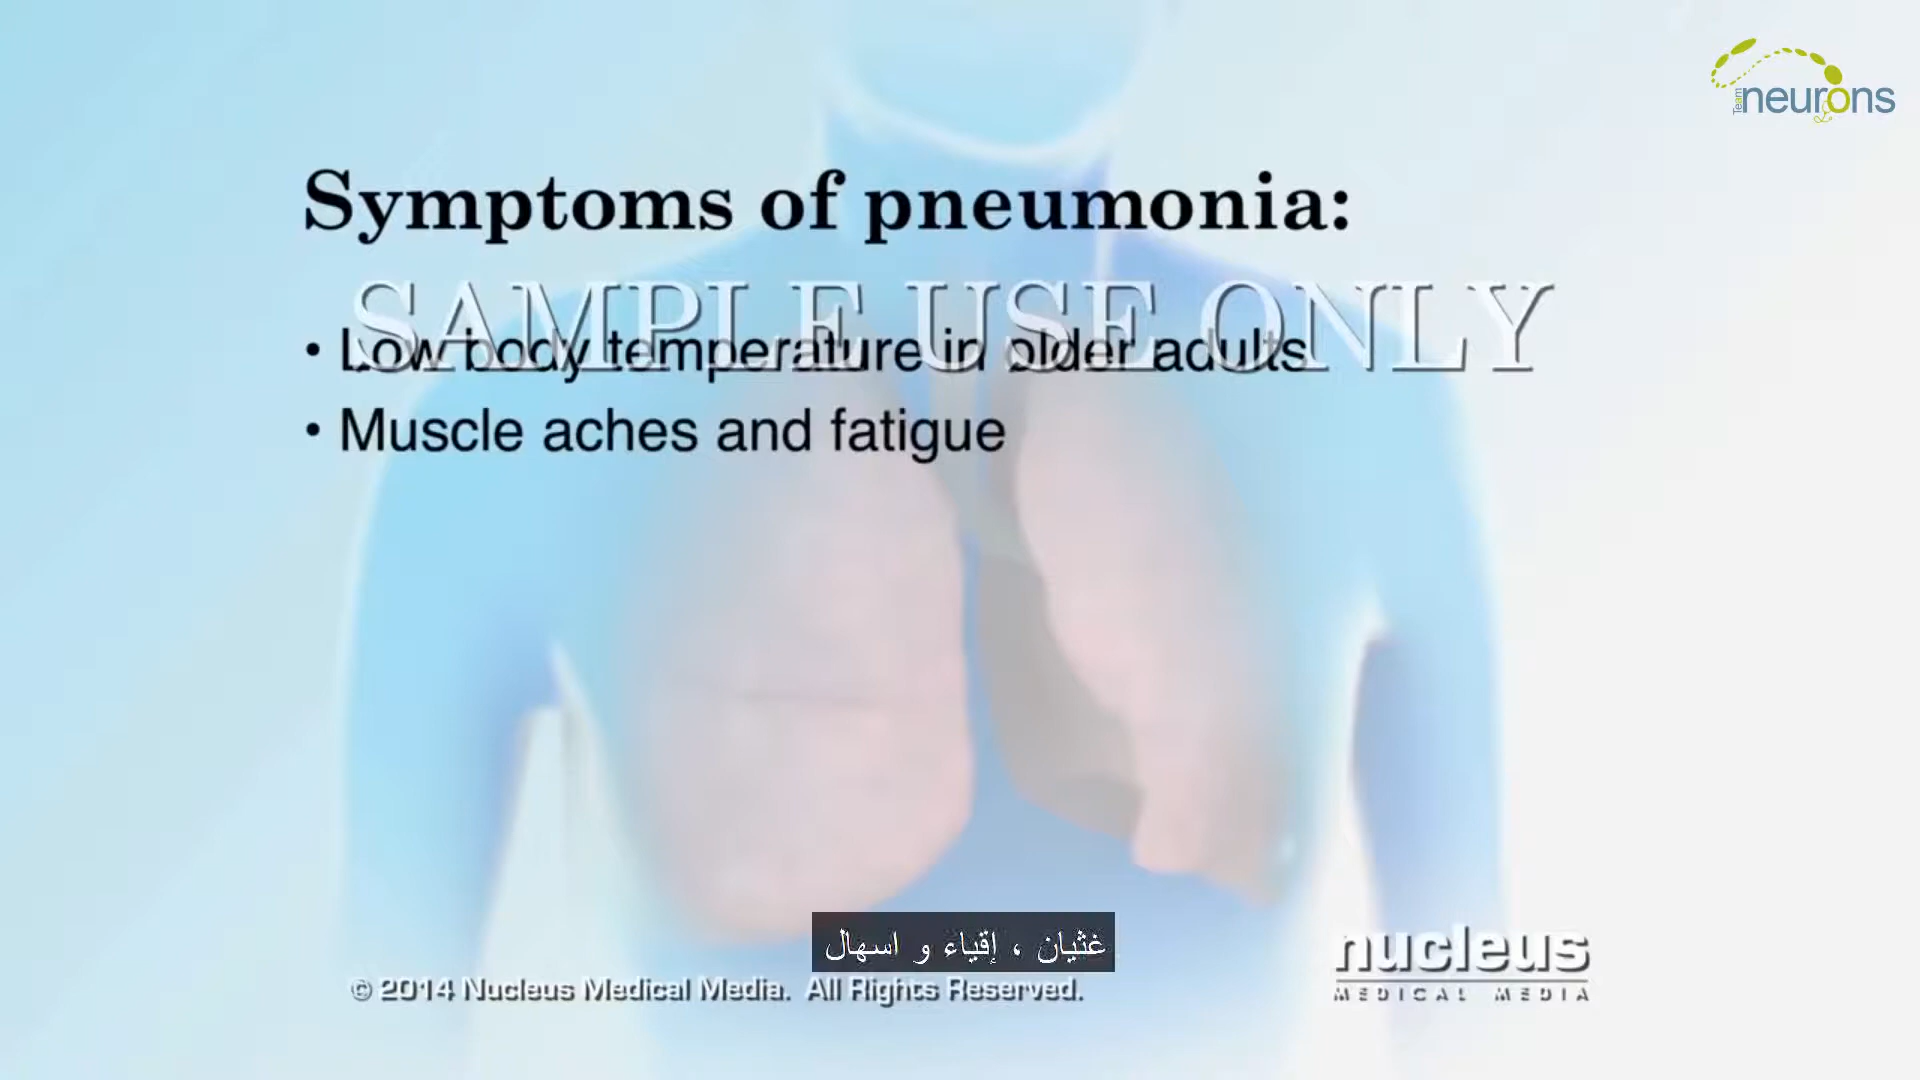 Team neurons
Symptoms of pneumonia:
SAMPLE USE ONLY
• Low body temperature in older adults
• Muscle aches and fatigue
غثيان ، إقياء و اسهال
© 2014 Nucleus Medical Media. All Rights Reserved.
nucleus
MEDICAL MEDIA